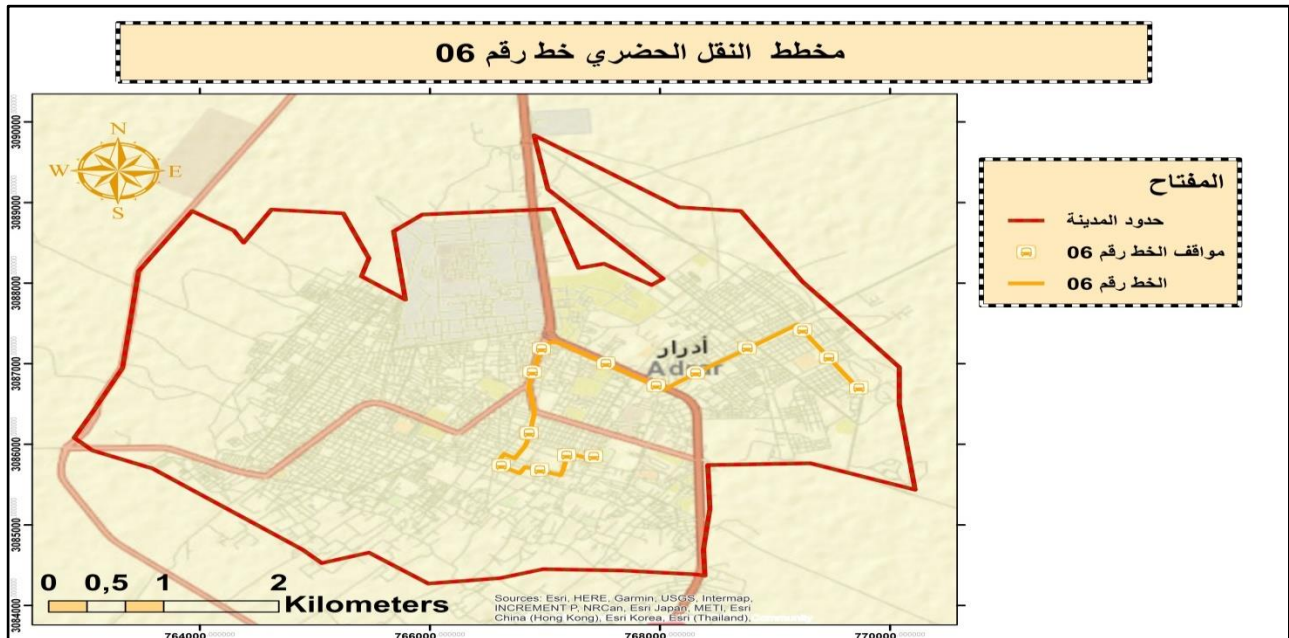 مخطط النقل الحضري خط رقم 06
N
W E
S
3090000
3089000
3088000
3087000
3086000
3085000
3084000
أدرار
Adrar
المفتاح
حدود المدينة
مواقف الخط رقم 06
الخط رقم 06
0 0,5 1 2
Kilometers
Sources: Esri, HERE, Garmin, USGS, Intermap,
INCREMENT P, NRCan, Esri Japan, METI, Esri
China (Hong Kong), Esri Korea, Esri (Thailand),
764000 766000 768000 770000